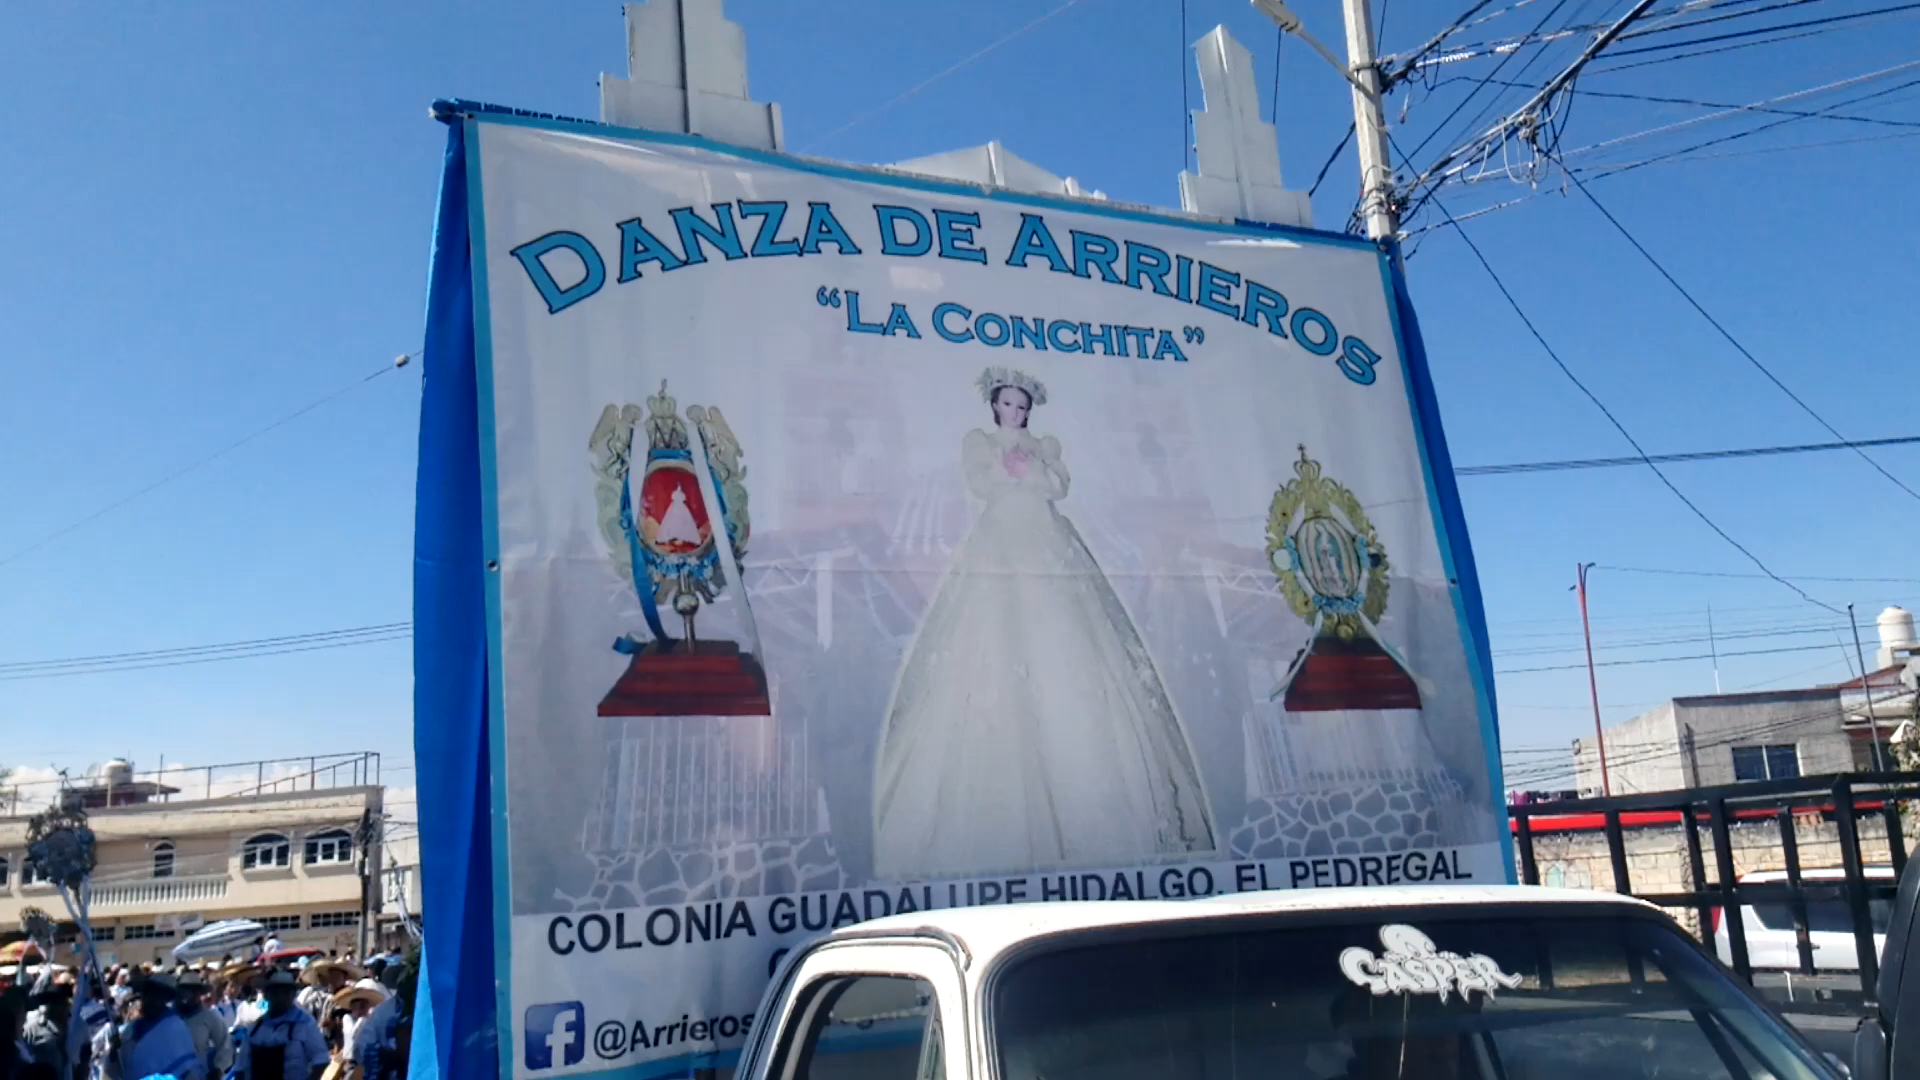 DANZA DE ARRIEROS
“LA CONCHITA”
COLONIA GUADALUPE HIDALGO, EL PEDREGAL
f @Arrieros
CASPER